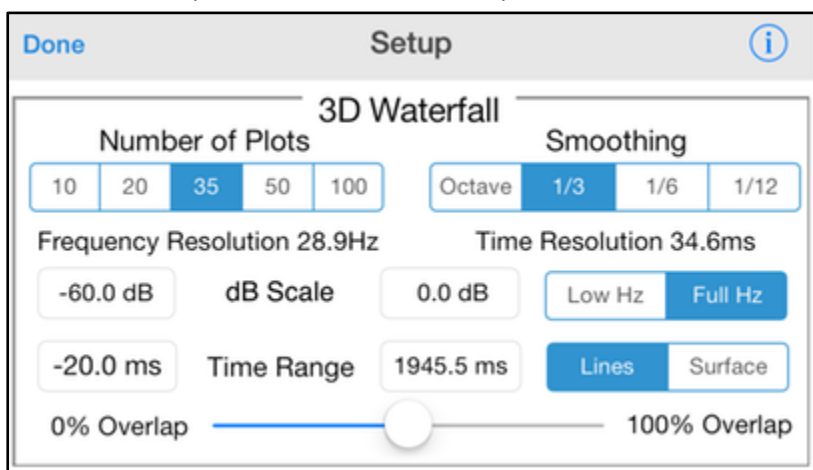 Done Setup i
3D Waterfall
Number of Plots Smoothing
10 20 35 50 100 Octave 1/3 1/6 1/12
Frequency Resolution 28.9Hz Time Resolution 34.6ms
-60.0 dB dB Scale 0.0 dB Low Hz Full Hz
-20.0 ms Time Range 1945.5 ms Lines Surface
0% Overlap 100% Overlap